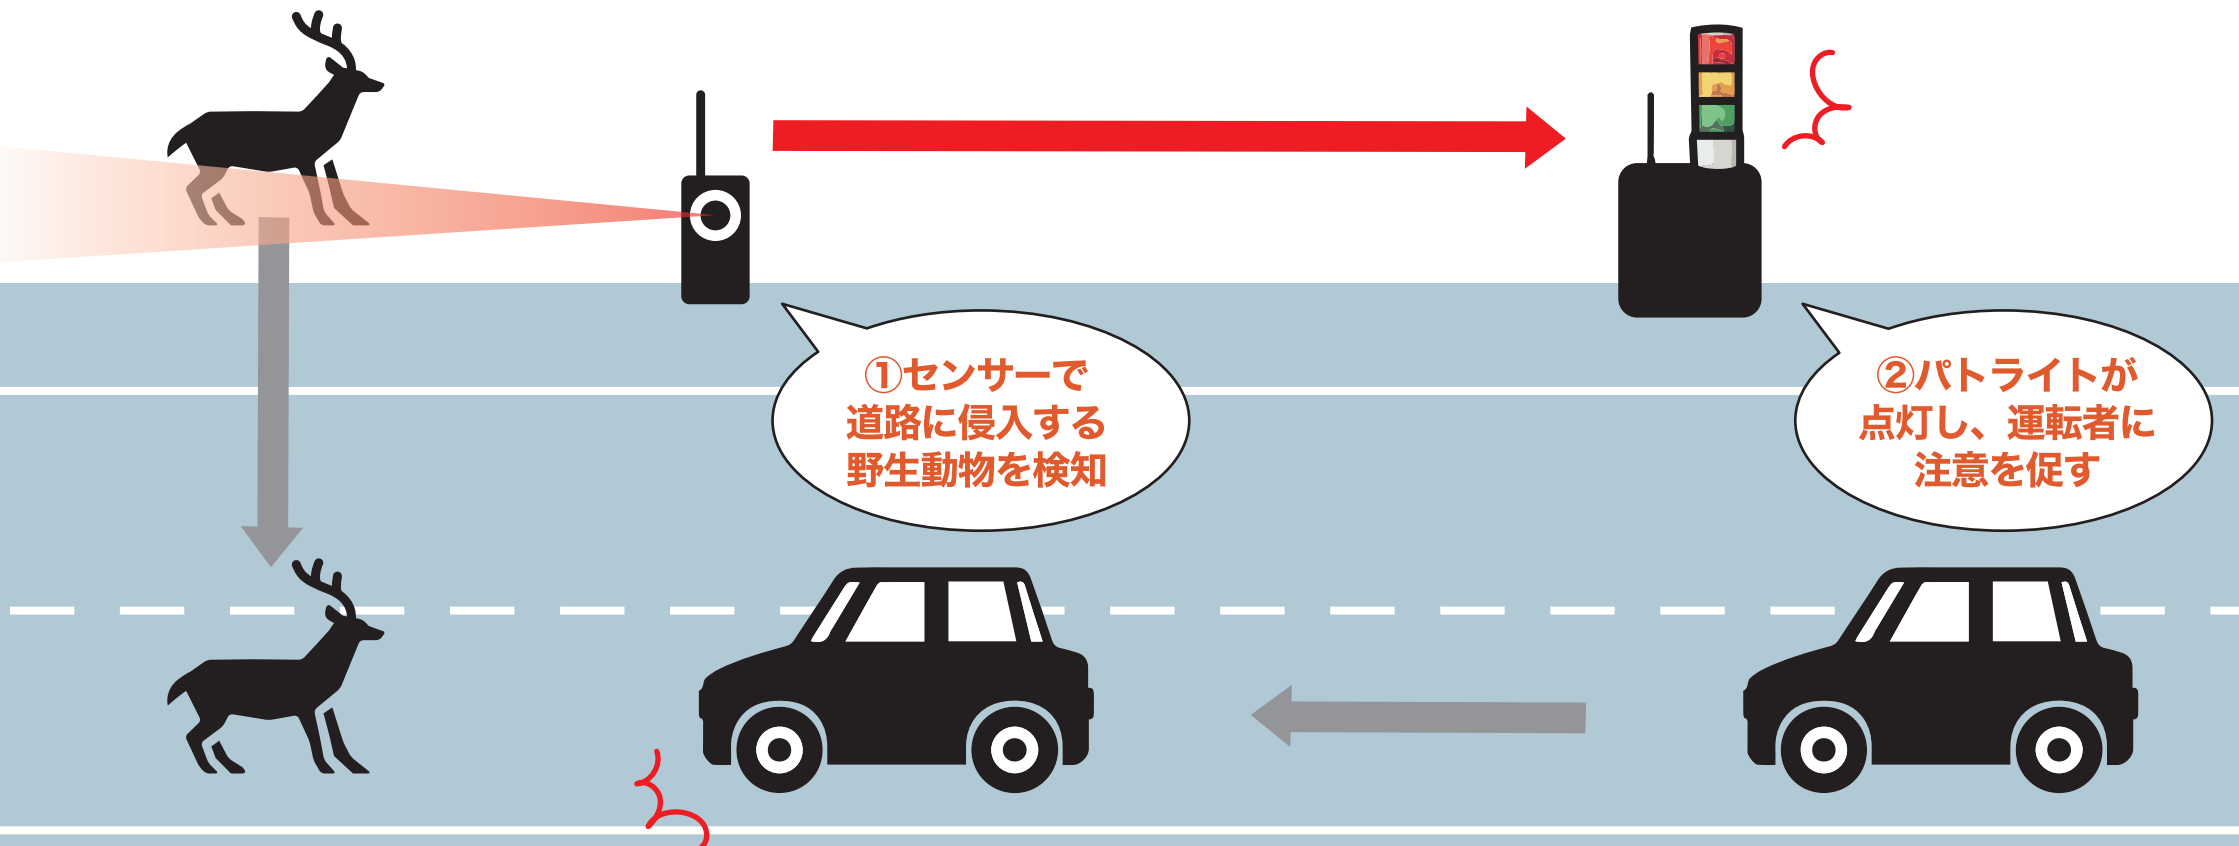 ①センサーで
道路に侵入する
野生動物を検知
②パトライトが
点灯し、運転者に
注意を促す